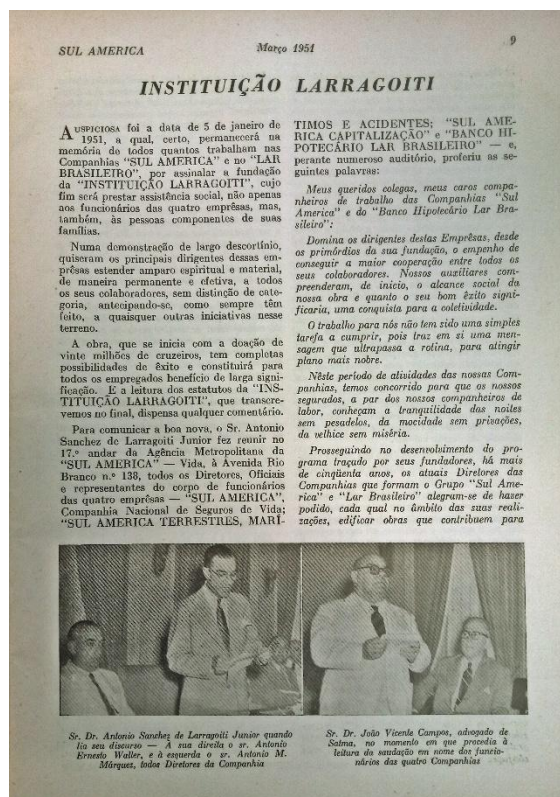 SUL AMERICA
Março 1951
9
INSTITUIÇÃO LARRAGOITI
AUSPICIOSA foi a data de 5 de janeiro de
1951, a qual, certo, permanecerá na
memória de todos quantos trabalham nas
Companhias "SUL AMERICA" e no "LAR
BRASILEIRO", por assinalar a fundação
da "INSTITUIÇÃO LARRAGOITI", cujo
fim será prestar assistência social, não apenas
aos funcionários das quatro emprêsas, mas,
também, às pessoas componentes de suas
famílias.
Numa demonstração de largo descortínio,
quiseram os principais dirigentes dessas em-
prêsas estender amparo espiritual e material,
de maneira permanente e efetiva, a todos
os seus colaboradores, sem distinção de cate-
goria, antecipando-se, como sempre têm
feito, a quaisquer outras iniciativas nesse
terreno.
A obra, que se inicia com a doação de
vinte milhões de cruzeiros, tem completas
possibilidades de êxito e constituirá para
todos os empregados benefício de larga signi-
ficação. E a leitura dos estatutos da "INS-
TITUIÇÃO LARRAGOITI", que transcre-
vemos no final, dispensa qualquer comentário.
Para comunicar a boa nova, o Sr. Antonio
Sanchez de Larragoiti Junior fez reunir no
17.º andar da Agência Metropolitana da
"SUL AMERICA" — Vida, à Avenida Rio
Branco n.º 138, todos os Diretores, Oficiais
e representantes do corpo de funcionários
das quatro emprêsas — "SUL AMERICA",
Companhia Nacional de Seguros de Vida;
"SUL AMERICA TERRESTRES, MARÍ-
TIMOS E ACIDENTES; "SUL AME-
RICA CAPITALIZAÇÃO" e "BANCO HI-
POTECÁRIO LAR BRASILEIRO" — e,
perante numeroso auditório, proferiu as se-
guintes palavras:
Meus queridos colegas, meus caros compa-
nheiros de trabalho das Companhias "Sul
America" e do "Banco Hipotecário Lar Bra-
sileiro":
Domina os dirigentes destas Emprêsas, desde
os primórdios da sua fundação, o empenho de
conseguir a maior cooperação entre todos os
seus colaboradores. Nossos auxiliares com-
preenderam, de início, o alcance social da
nossa obra e quanto o seu bom êxito signi-
ficaria, uma conquista para a coletividade.
O trabalho para nós não tem sido uma simples
tarefa a cumprir, pois traz em si uma men-
sagem que ultrapassa a rotina, para atingir
plano mais nobre.
Nêste período de atividades das nossas Com-
panhias, temos concorrido para que os nossos
segurados, a par dos nossos companheiros de
labor, conheçam a tranquilidade das noites
sem pesadelos, da mocidade sem privações,
da velhice sem miséria.
Prosseguindo no desenvolvimento do pro-
grama traçado por seus fundadores, há mais
de cinqüenta anos, os atuais Diretores das
Companhias que formam o Grupo "Sul Ame-
rica" e "Lar Brasileiro" alegram-se de haser
podido, cada qual no âmbito das suas reali-
zações, edificar obras que contribuem para
Sr. Dr. Antonio Sanchez de Larragoiti Junior quando
lia seu discurso — À sua direita o sr. Antonio
Ernesto Waller, e à esquerda o sr. Antonio M.
Márquez, todos Diretores da Companhia
Sr. Dr. João Vicente Campos, advogado de
Salma, no momento em que procedia à
leitura da saudação em nome dos funcio-
nários das quatro Companhias